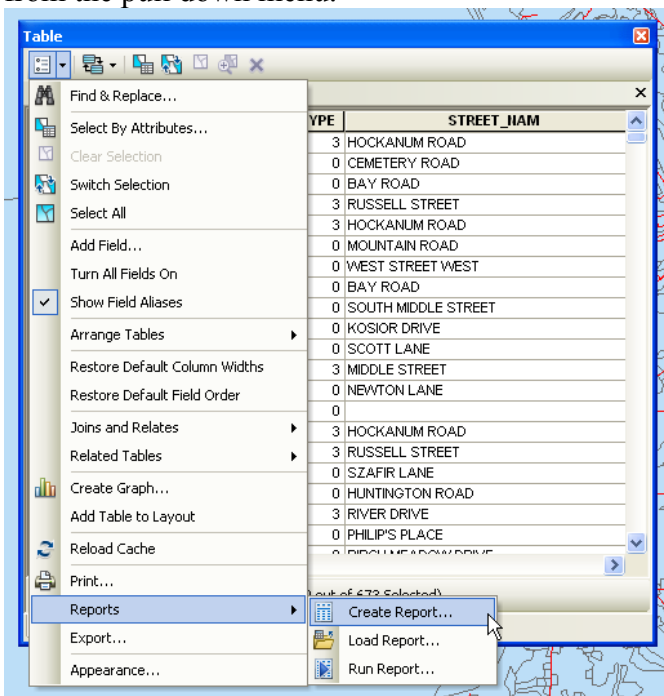 from the pull down menu.
Table
Find & Replace...
Select By Attributes...
Clear Selection
Switch Selection
Select All
Add Field...
Turn All Fields On
Show Field Aliases
Arrange Tables
Restore Default Column Widths
Restore Default Field Order
Joins and Relates
Related Tables
Create Graph...
Add Table to Layout
Reload Cache
Print...
Reports
Export...
Appearance...
YPE STREET_NAM
3 HOCKANUM ROAD
0 CEMETERY ROAD
0 BAY ROAD
3 RUSSELL STREET
3 HOCKANUM ROAD
0 MOUNTAIN ROAD
0 WEST STREET WEST
0 BAY ROAD
0 SOUTH MIDDLE STREET
0 KOSIOR DRIVE
0 SCOTT LANE
3 MIDDLE STREET
0 NEWTON LANE
0
3 HOCKANUM ROAD
3 RUSSELL STREET
0 SZAFIR LANE
0 HUNTINGTON ROAD
3 RIVER DRIVE
0 PHILIP'S PLACE
out of 673 Selected)
Create Report...
Load Report...
Run Report...